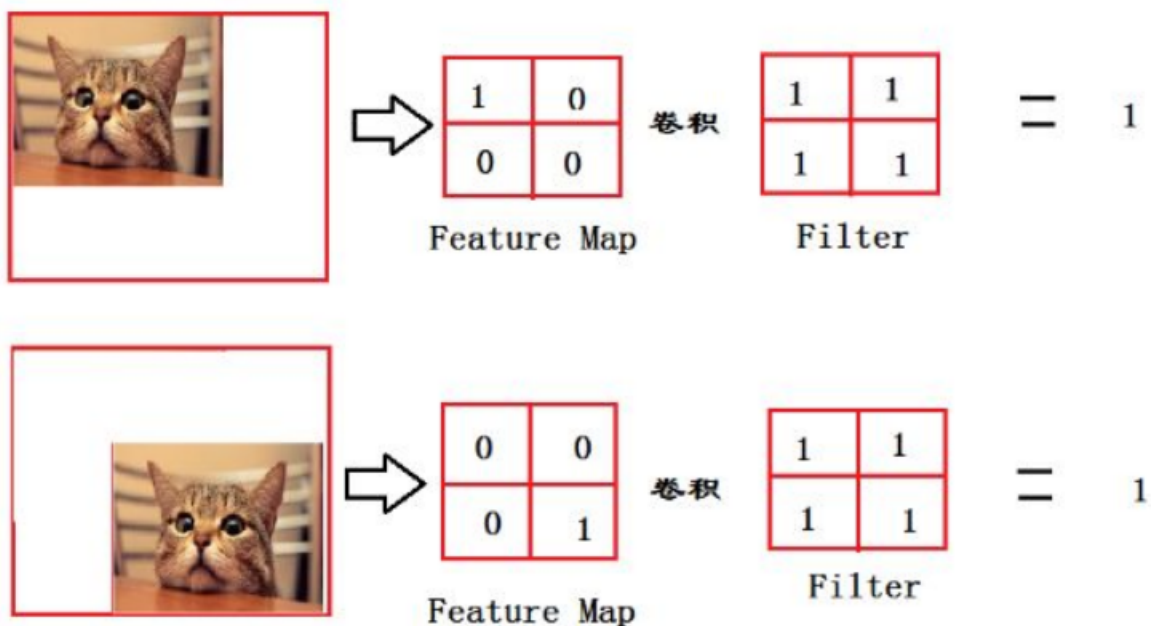 1 0 卷积 1 1 = 1
0 0 1 1
Feature Map Filter
0 0 卷积 1 1 = 1
0 1 1 1
Feature Map Filter